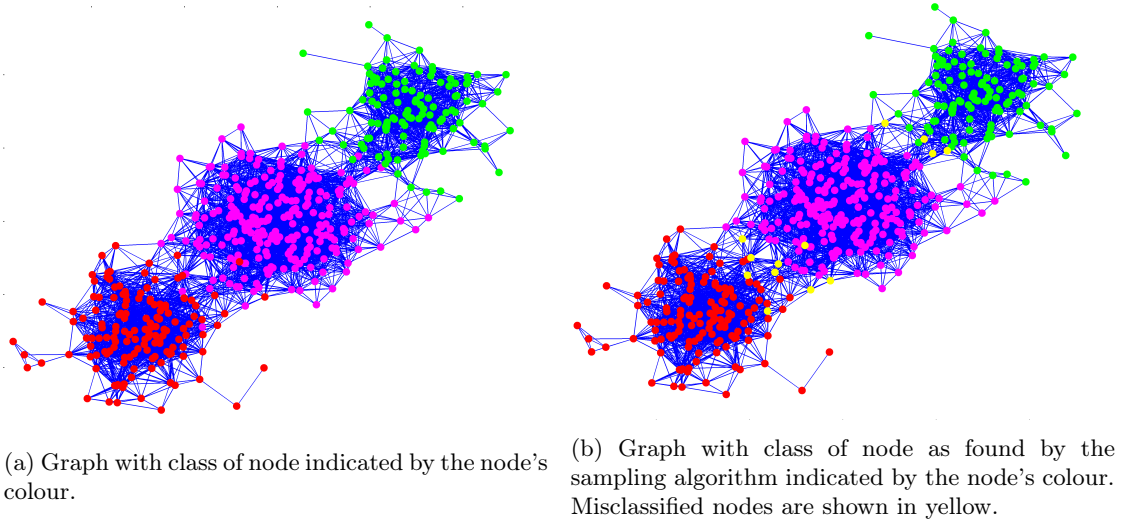 (a) Graph with class of node indicated by the node's
colour.
(b) Graph with class of node as found by the
sampling algorithm indicated by the node's colour.
Misclassified nodes are shown in yellow.